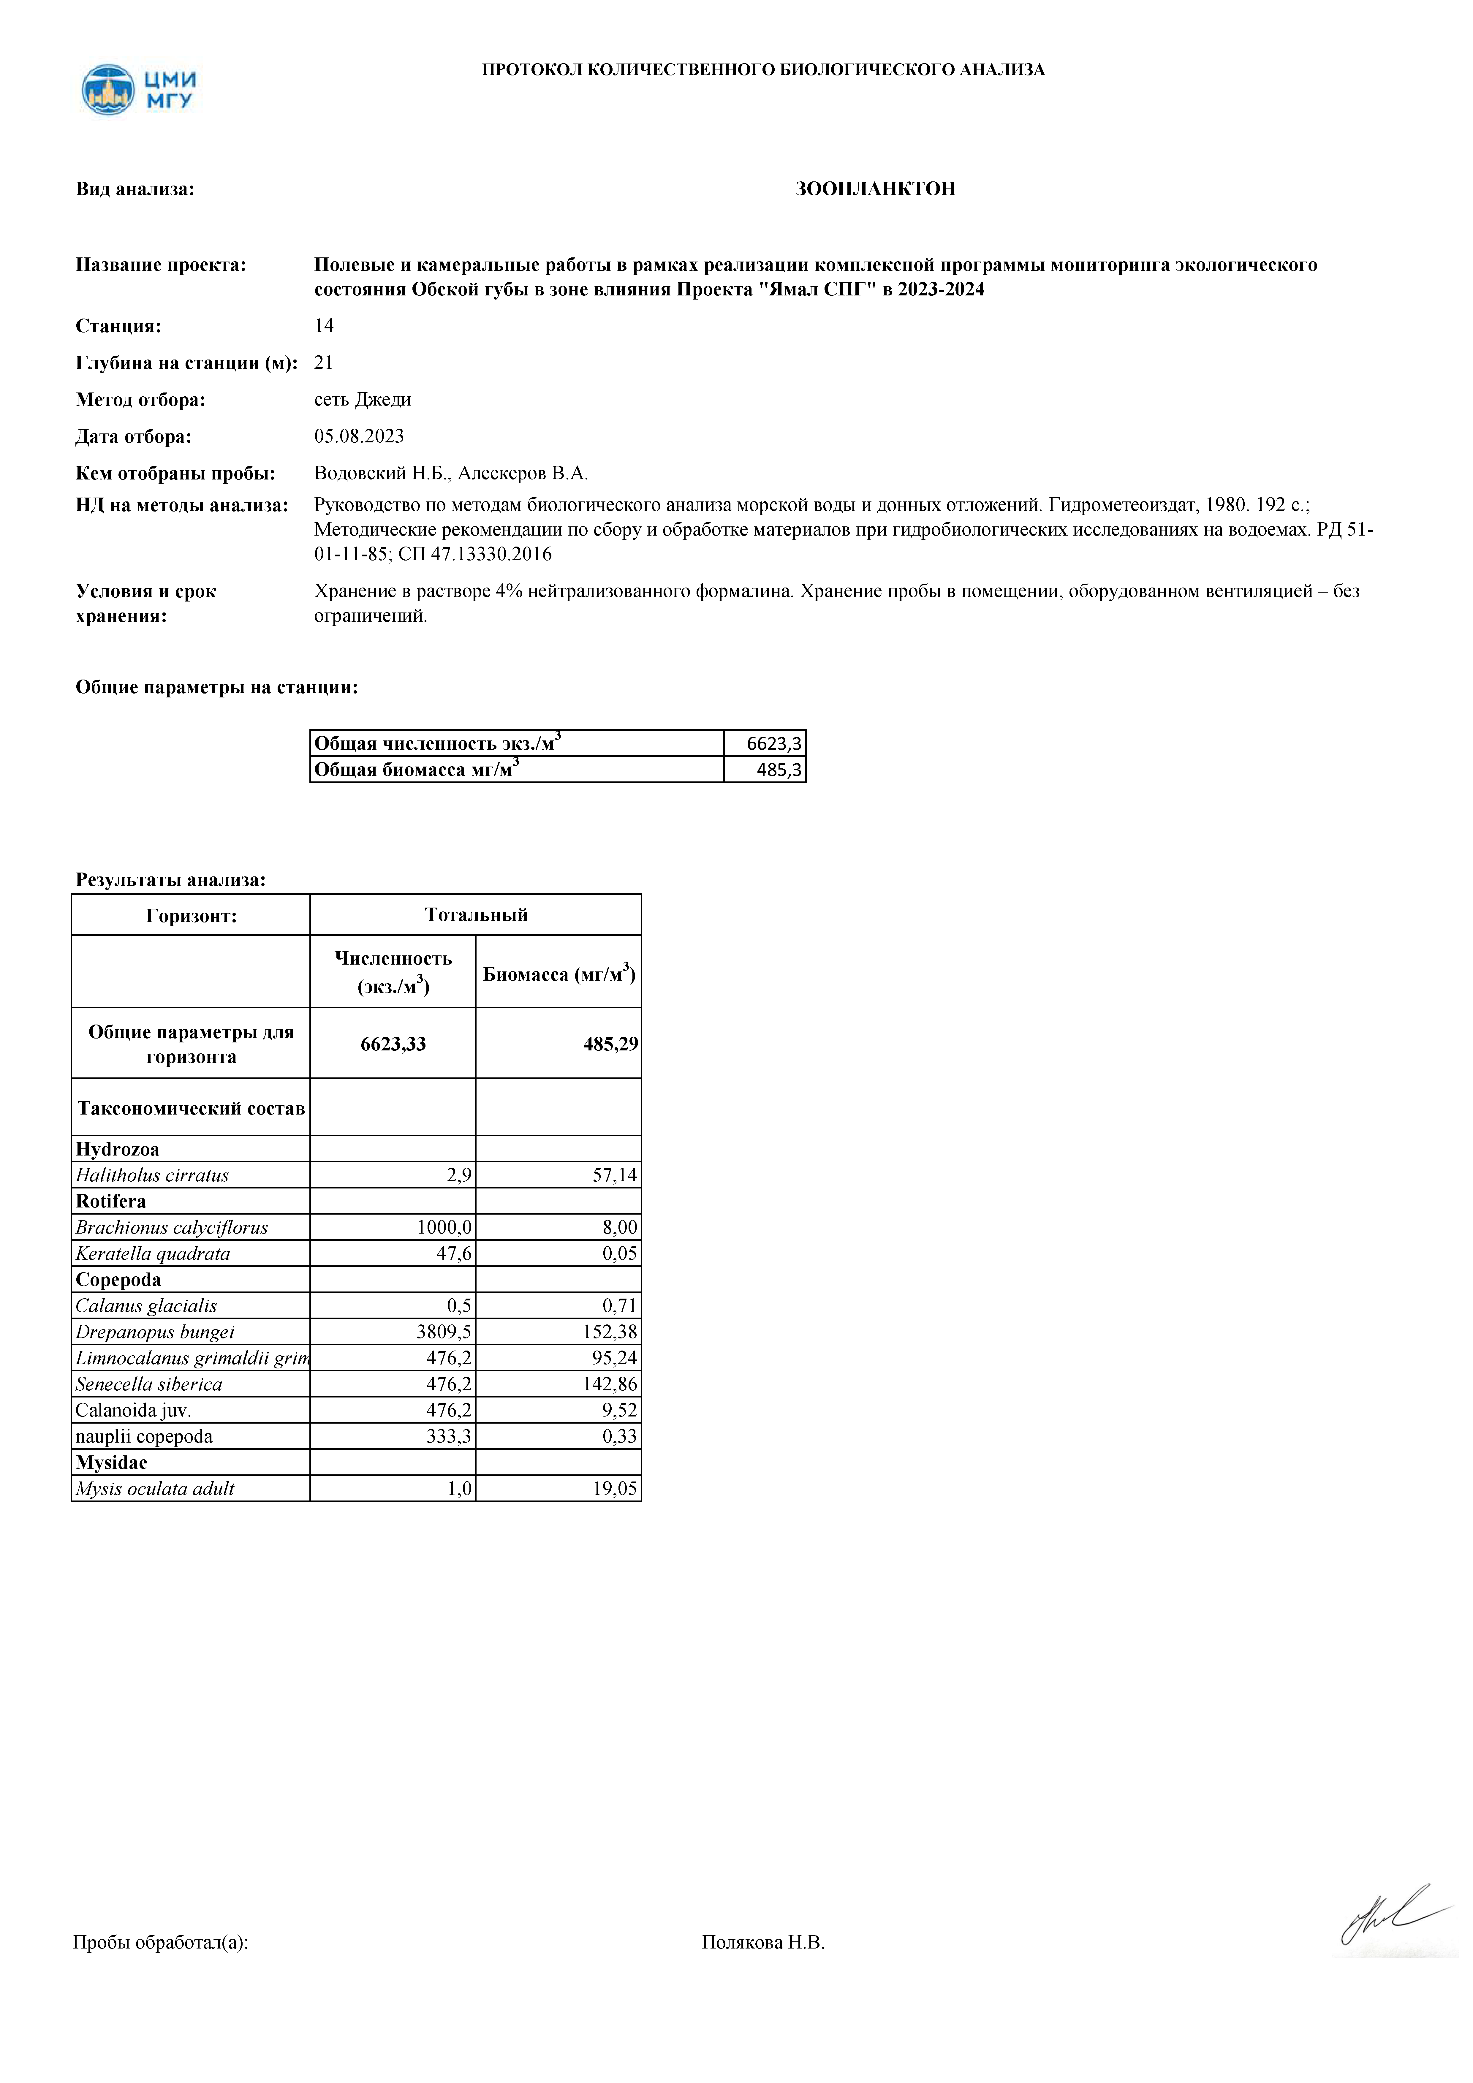 ЦМИ
МГУ
ПРОТОКОЛ КОЛИЧЕСТВЕННОГО БИОЛОГИЧЕСКОГО АНАЛИЗА
Вид анализа: ЗООПЛАНКТОН
Название проекта: Полевые и камеральные работы в рамках реализации комплексной программы мониторинга экологического
состояния Обской губы в зоне влияния Проекта "Ямал СПГ" в 2023-2024
Станция: 14
Глубина на станции (м): 21
Метод отбора: сеть Джеди
Дата отбора: 05.08.2023
Кем отобраны пробы: Водовский Н.Б., Алескеров В.А.
НД на методы анализа: Руководство по методам биологического анализа морской воды и донных отложений. Гидрометеоиздат, 1980. 192 с.;
Методические рекомендации по сбору и обработке материалов при гидробиологических исследованиях на водоемах. РД 51-
01-11-85; СП 47.13330.2016
Условия и срок Хранение в растворе 4% нейтрализованного формалина. Хранение пробы в помещении, оборудованном вентиляцией – без
хранения: ограничений.
Общие параметры на станции:
Общая численность экз./м³ 6623,3
Общая биомасса мг/м³ 485,3
Результаты анализа:
Горизонт: Тотальный
Численность
(экз./м³) Биомасса (мг/м³)
Общие параметры для
горизонта 6623,33 485,29
Таксономический состав
Hydrozoa
Halitholus cirratus 2,9 57,14
Rotifera
Brachionus calyciflorus 1000,0 8,00
Keratella quadrata 47,6 0,05
Copepoda
Calanus glacialis 0,5 0,71
Drepanopus bungei 3809,5 152,38
Limnocalanus grimaldii grim 476,2 95,24
Senecella siberica 476,2 142,86
Calanoida juv. 476,2 9,52
nauplii copepoda 333,3 0,33
Mysidae
Mysis oculata adult 1,0 19,05
Пробы обработал(а): Полякова Н.В.